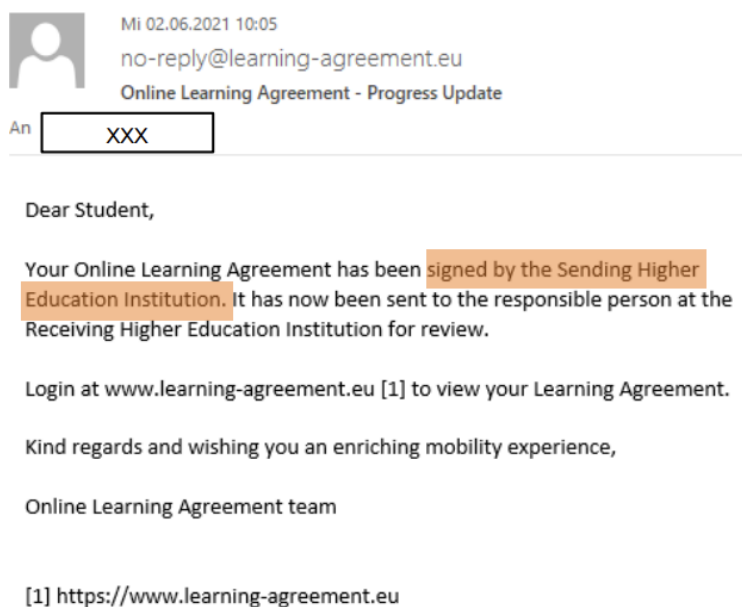 Mi 02.06.2021 10:05
no-reply@learning-agreement.eu
Online Learning Agreement - Progress Update
An XXX
Dear Student,
Your Online Learning Agreement has been signed by the Sending Higher
Education Institution. It has now been sent to the responsible person at the
Receiving Higher Education Institution for review.
Login at www.learning-agreement.eu [1] to view your Learning Agreement.
Kind regards and wishing you an enriching mobility experience,
Online Learning Agreement team
[1] https://www.learning-agreement.eu